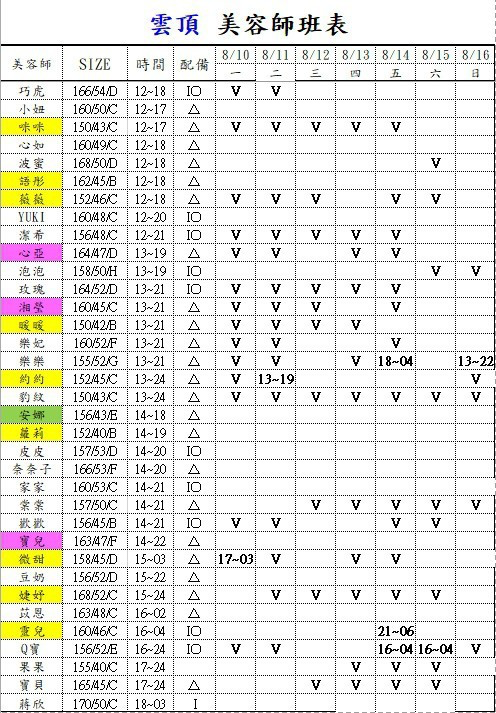 雲頂 美容師班表
美容師 SIZE 時間 配備 8/10 8/11 8/12 8/13 8/14 8/15 8/16
一 二 三 四 五 六 日
巧虎 166/54/D 12~18 IO V V
小妞 160/50/C 12~17 △
咪咪 150/43/C 12~17 △ V V V V V
心如 160/49/C 12~18 △
波蜜 168/50/D 12~18 △ V
語彤 162/45/B 12~18 △
薇薇 152/46/C 12~18 △ V V V V V
YUKI 160/48/C 12~20 IO
潔希 156/48/C 12~21 IO V V V V V
心亞 164/47/D 13~19 △ V V V V
泡泡 158/50/H 13~19 IO V V
玫瑰 164/52/D 13~21 IO V V V V V
湘瑩 160/45/C 13~21 △ V V V V
暖暖 150/42/B 13~21 △ V V V V
樂妃 160/52/F 13~21 △ V V V
樂樂 155/52/G 13~21 △ V V V 18~04 13~22
約約 152/45/C 13~24 △ V 13~19 V
豹紋 150/43/C 13~24 △ V V V V V V V
安娜 156/43/E 14~18 △
蘿莉 152/40/B 14~19 △
皮皮 157/53/D 14~20 IO
奈奈子 166/53/F 14~20 △
家家 160/53/C 14~21 IO
棠棠 157/50/C 14~21 △ V V V V V
歡歡 156/45/B 14~21 IO V V V V
寶兒 163/47/F 14~22 △
微甜 158/45/D 15~03 △ 17~03 V V V
豆奶 156/52/D 15~22 △
婕妤 168/52/C 15~24 △ V V V V V
苡恩 163/48/C 16~02 △
靈兒 160/46/C 16~04 IO 21~06
Q寶 156/52/E 16~24 IO V V 16~04 16~04 V
果果 155/40/C 17~24 V V V
寶貝 165/45/C 17~24 △ V V V V
蔣欣 170/50/C 18~03 I